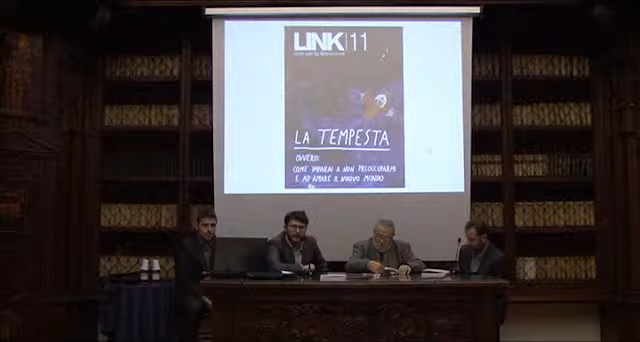 LINK|11
LA TEMPESTA
OVVERO:
COME IMPARAI A NON PREOCCUPARMI
E AD AMARE IL NUOVO MONDO